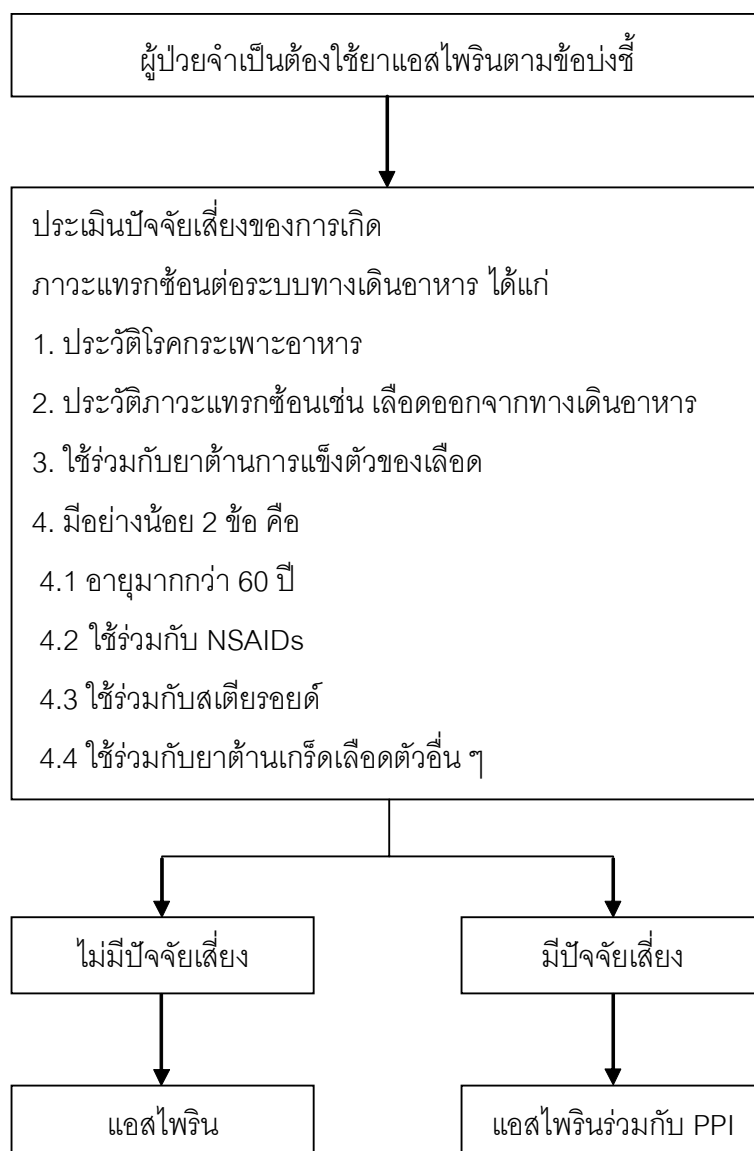 ผู้ป่วยจำเป็นต้องใช้ยาแอสไพรินตามข้อบ่งชี้
ประเมินปัจจัยเสี่ยงของการเกิด
ภาวะแทรกซ้อนต่อระบบทางเดินอาหาร ได้แก่
1. ประวัติโรคกระเพาะอาหาร
2. ประวัติภาวะแทรกซ้อนเช่น เลือดออกจากทางเดินอาหาร
3. ใช้ร่วมกับยาต้านการแข็งตัวของเลือด
4. มีอย่างน้อย 2 ข้อ คือ
4.1 อายุมากกว่า 60 ปี
4.2 ใช้ร่วมกับ NSAIDs
4.3 ใช้ร่วมกับสเตียรอยด์
4.4 ใช้ร่วมกับยาต้านเกร็ดเลือดตัวอื่น ๆ
ไม่มีปัจจัยเสี่ยง
มีปัจจัยเสี่ยง
แอสไพริน
แอสไพรินร่วมกับ PPI